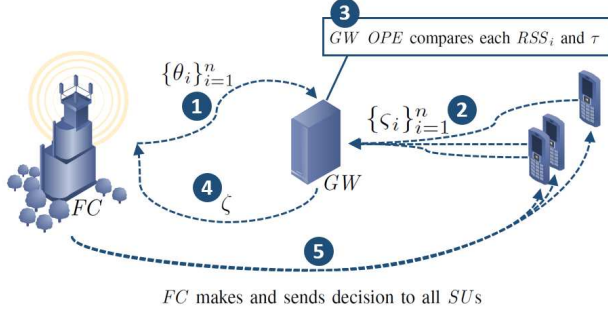 3
GW OPE compares each RSS_i and τ
{θ_i}_{i=1}^n
1
{ς_i}_{i=1}^n
2
GW
4
ζ
FC
5
FC makes and sends decision to all SUs